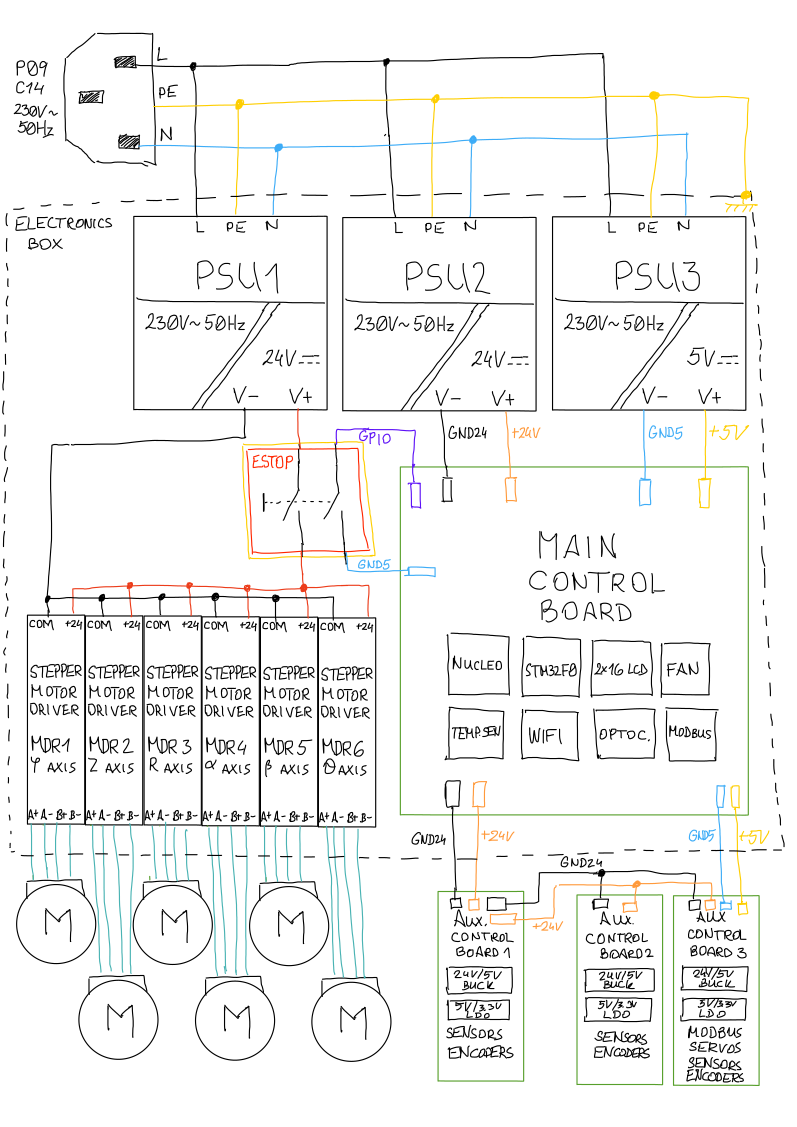 L
P09
C14
PE
230V~
50Hz
N
ELECTRONICS
BOX
L PE N
PSU1
230V~50Hz
24V
V- V+
L PE N
PSU2
230V~50Hz
24V
V- V+
L PE N
PSU3
230V~50Hz
5V
V- V+
GPIO
GND24
+24V
GND5
+5V
ESTOP
GND5
MAIN
CONTROL
BOARD
NUCLEO
STM32F0
2x16 LCD
FAN
TEMP.SEN
WIFI
OPTOC.
MODBUS
COM +24
STEPPER
MOTOR
DRIVER
MDR1
φ AXIS
A+ A- B+ B-
COM +24
STEPPER
MOTOR
DRIVER
MDR2
Z AXIS
A+ A- B+ B-
COM +24
STEPPER
MOTOR
DRIVER
MDR3
R AXIS
A+ A- B+ B-
COM +24
STEPPER
MOTOR
DRIVER
MDR4
α AXIS
A+ A- B+ B-
COM +24
STEPPER
MOTOR
DRIVER
MDR5
β AXIS
A+ A- B+ B-
COM +24
STEPPER
MOTOR
DRIVER
MDR6
θ AXIS
A+ A- B+ B-
M
M
M
M
M
M
GND24
+24V
GND5
+5V
GND24
+24V
AUX.
CONTROL
BOARD 1
24V/5V
BUCK
5V/3.3V
LDO
SENSORS
ENCODERS
AUX.
CONTROL
BOARD 2
24V/5V
BUCK
5V/3.3V
LDO
SENSORS
ENCODERS
AUX
CONTROL
BOARD 3
24V/5V
BUCK
5V/3.3V
LDO
MODBUS
SERVOS
SENSORS
ENCODERS